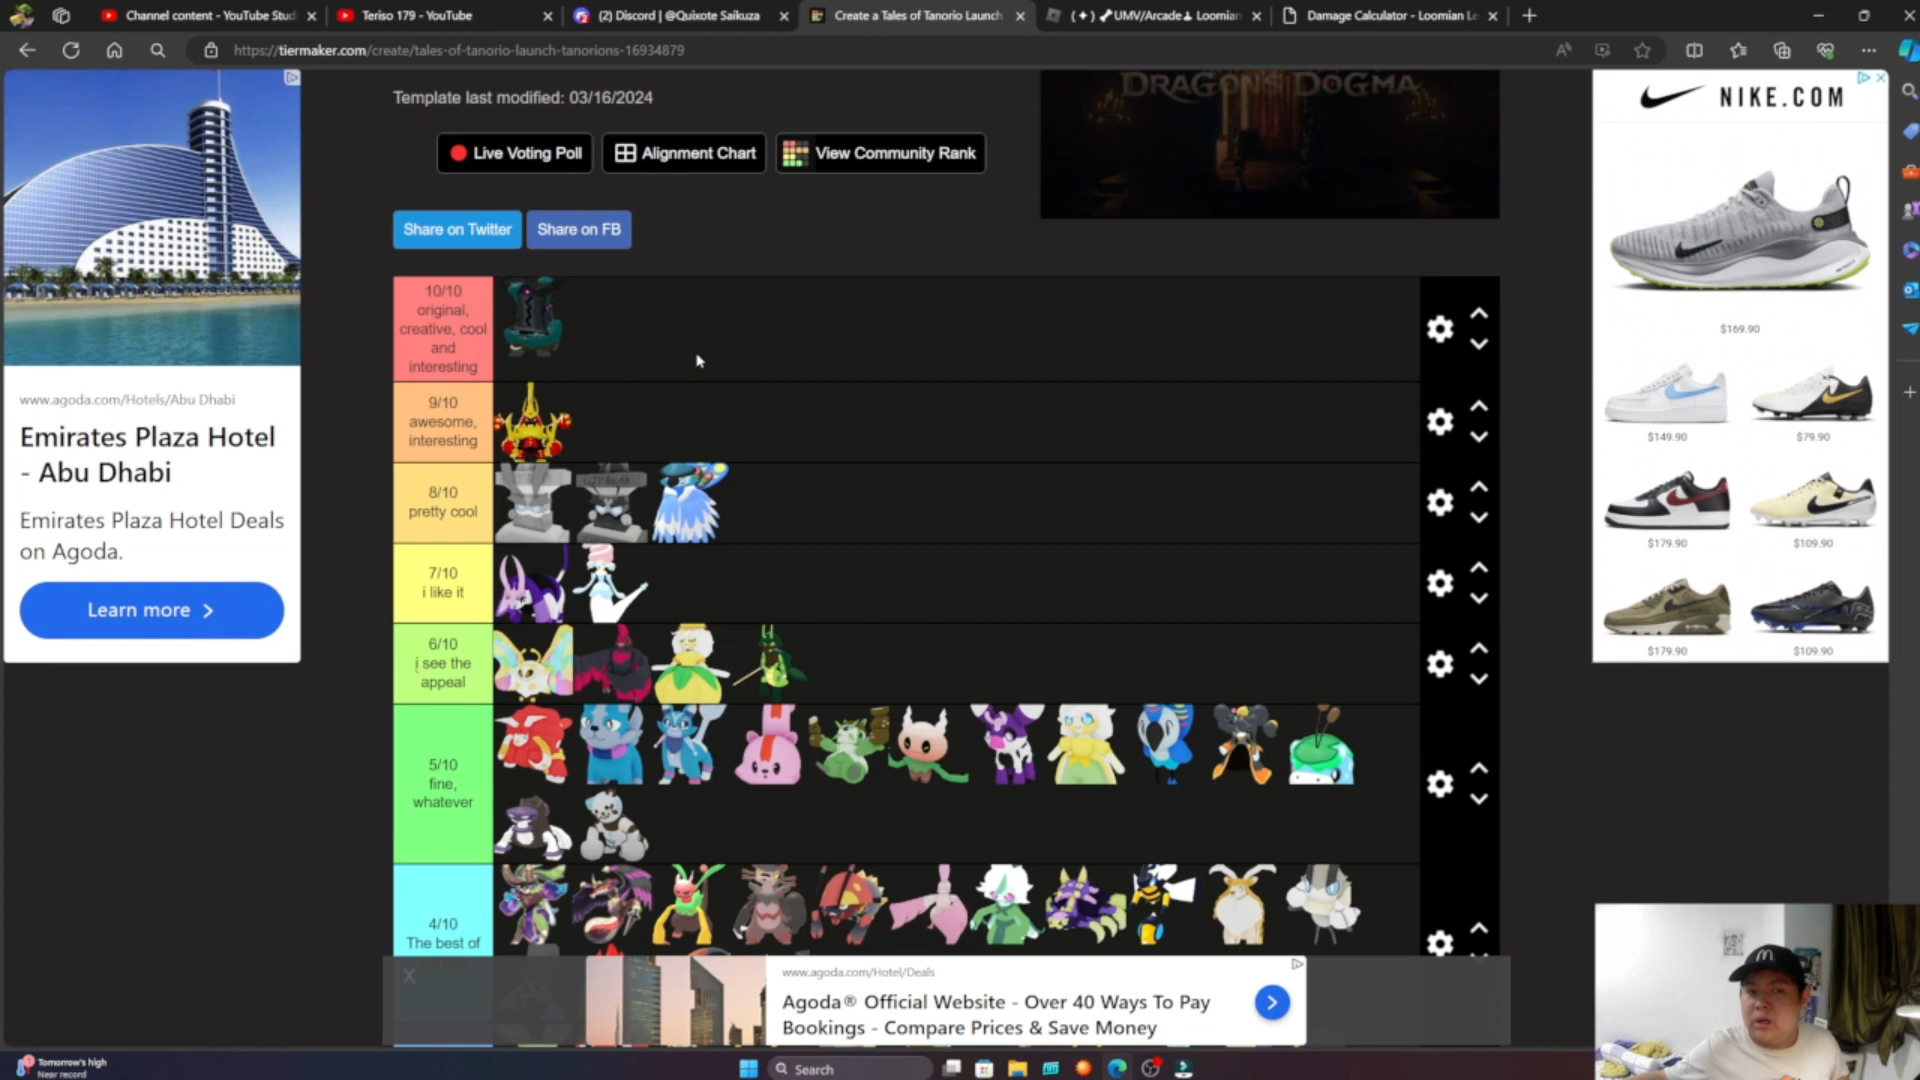 Channel content - YouTube Studi
Teriso 179 - YouTube
(2) Discord | @Quixote Saikuza
Create a Tales of Tanorio Launch
UMV/Arcade
Loomian
Damage Calculator - Loomian Le
https://tiermaker.com/create/tales-of-tanorio-launch-tanorions-16934879
Template last modified: 03/16/2024
DRAGONS DOGMA
Live Voting Poll
Alignment Chart
View Community Rank
Share on Twitter
Share on FB
10/10
original,
creative, cool
and
interesting
9/10
awesome,
interesting
8/10
pretty cool
7/10
i like it
6/10
i see the
appeal
5/10
fine,
whatever
4/10
The best of
www.agoda.com/Hotels/Abu Dhabi
Emirates Plaza Hotel
- Abu Dhabi
Emirates Plaza Hotel Deals
on Agoda.
Learn more >
NIKE.COM
$169.90
$149.90
$79.90
$179.90
$109.90
$179.90
$109.90
X
www.agoda.com/Hotel/Deals
Agoda® Official Website - Over 40 Ways To Pay
Bookings - Compare Prices & Save Money
Tomorrow's high
Near record
Search